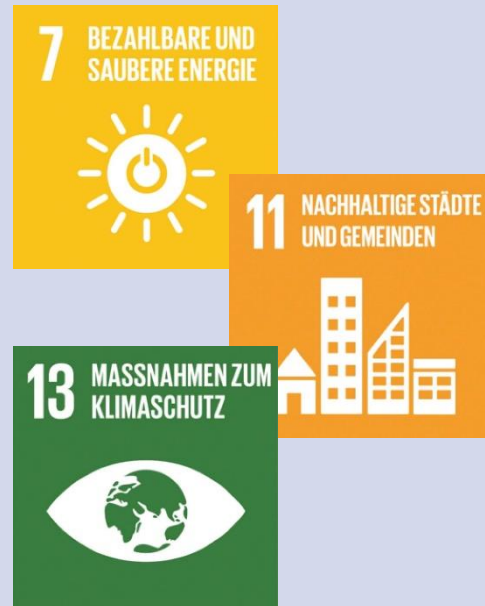 7 BEZAHLBARE UND
SAUBERE ENERGIE
11 NACHHALTIGE STÄDTE
UND GEMEINDEN
13 MASSNAHMEN ZUM
KLIMASCHUTZ